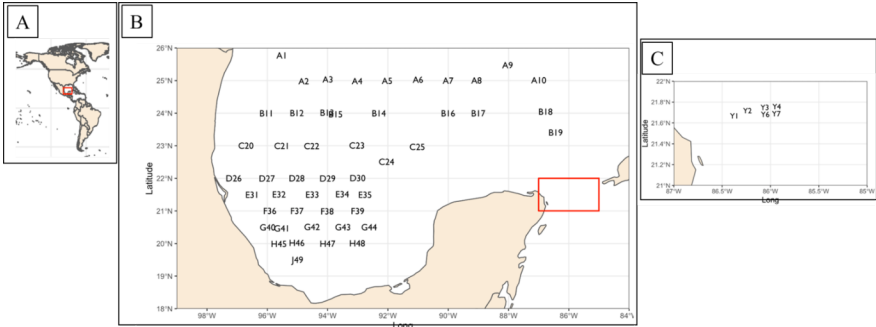 A
B
C
26°N
25°N
24°N
23°N
22°N
21°N
20°N
19°N
18°N
Latitude
A1
A9
A2 A3 A4 A5 A6 A7 A8 A10
B11 B12 B13 B15 B14 B16 B17 B18
B19
C20 C21 C22 C23 C25
C24
D26 D27 D28 D29 D30
E31 E32 E33 E34 E35
F36 F37 F38 F39
G40 G41 G42 G43 G44
H45 H46 H47 H48
J49
98°W 96°W 94°W 92°W 90°W 88°W 86°W 84°W
Long
22°N
21.8°N
21.6°N
21.4°N
21.2°N
21°N
Latitude
Y3 Y4
Y1 Y2 Y6 Y7
87°W 86.5°W 86°W 85.5°W 85°W
Long